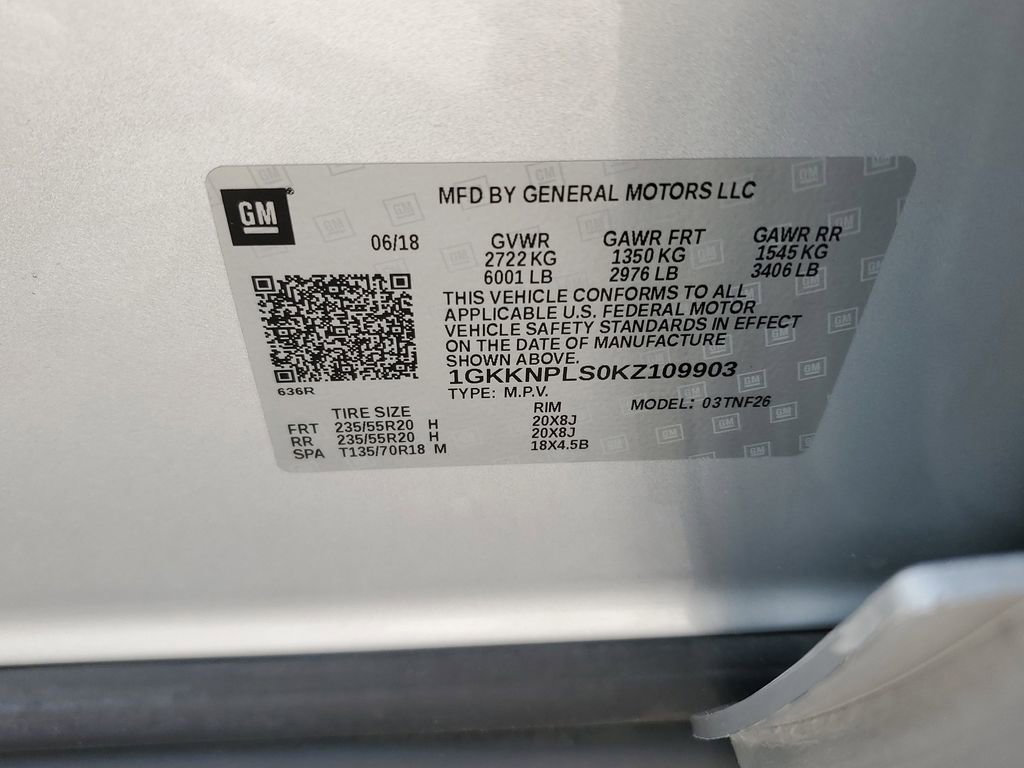 GM
MFD BY GENERAL MOTORS LLC
06/18 GVWR GAWR FRT GAWR RR
2722 KG 1350 KG 1545 KG
6001 LB 2976 LB 3406 LB
THIS VEHICLE CONFORMS TO ALL
APPLICABLE U.S. FEDERAL MOTOR
VEHICLE SAFETY STANDARDS IN EFFECT
ON THE DATE OF MANUFACTURE
SHOWN ABOVE.
1GKKNPLS0KZ109903
636R
TYPE: M.P.V. MODEL: 03TNF26
TIRE SIZE RIM
FRT 235/55R20 H 20X8J
RR 235/55R20 H 20X8J
SPA T135/70R18 M 18X4.5B